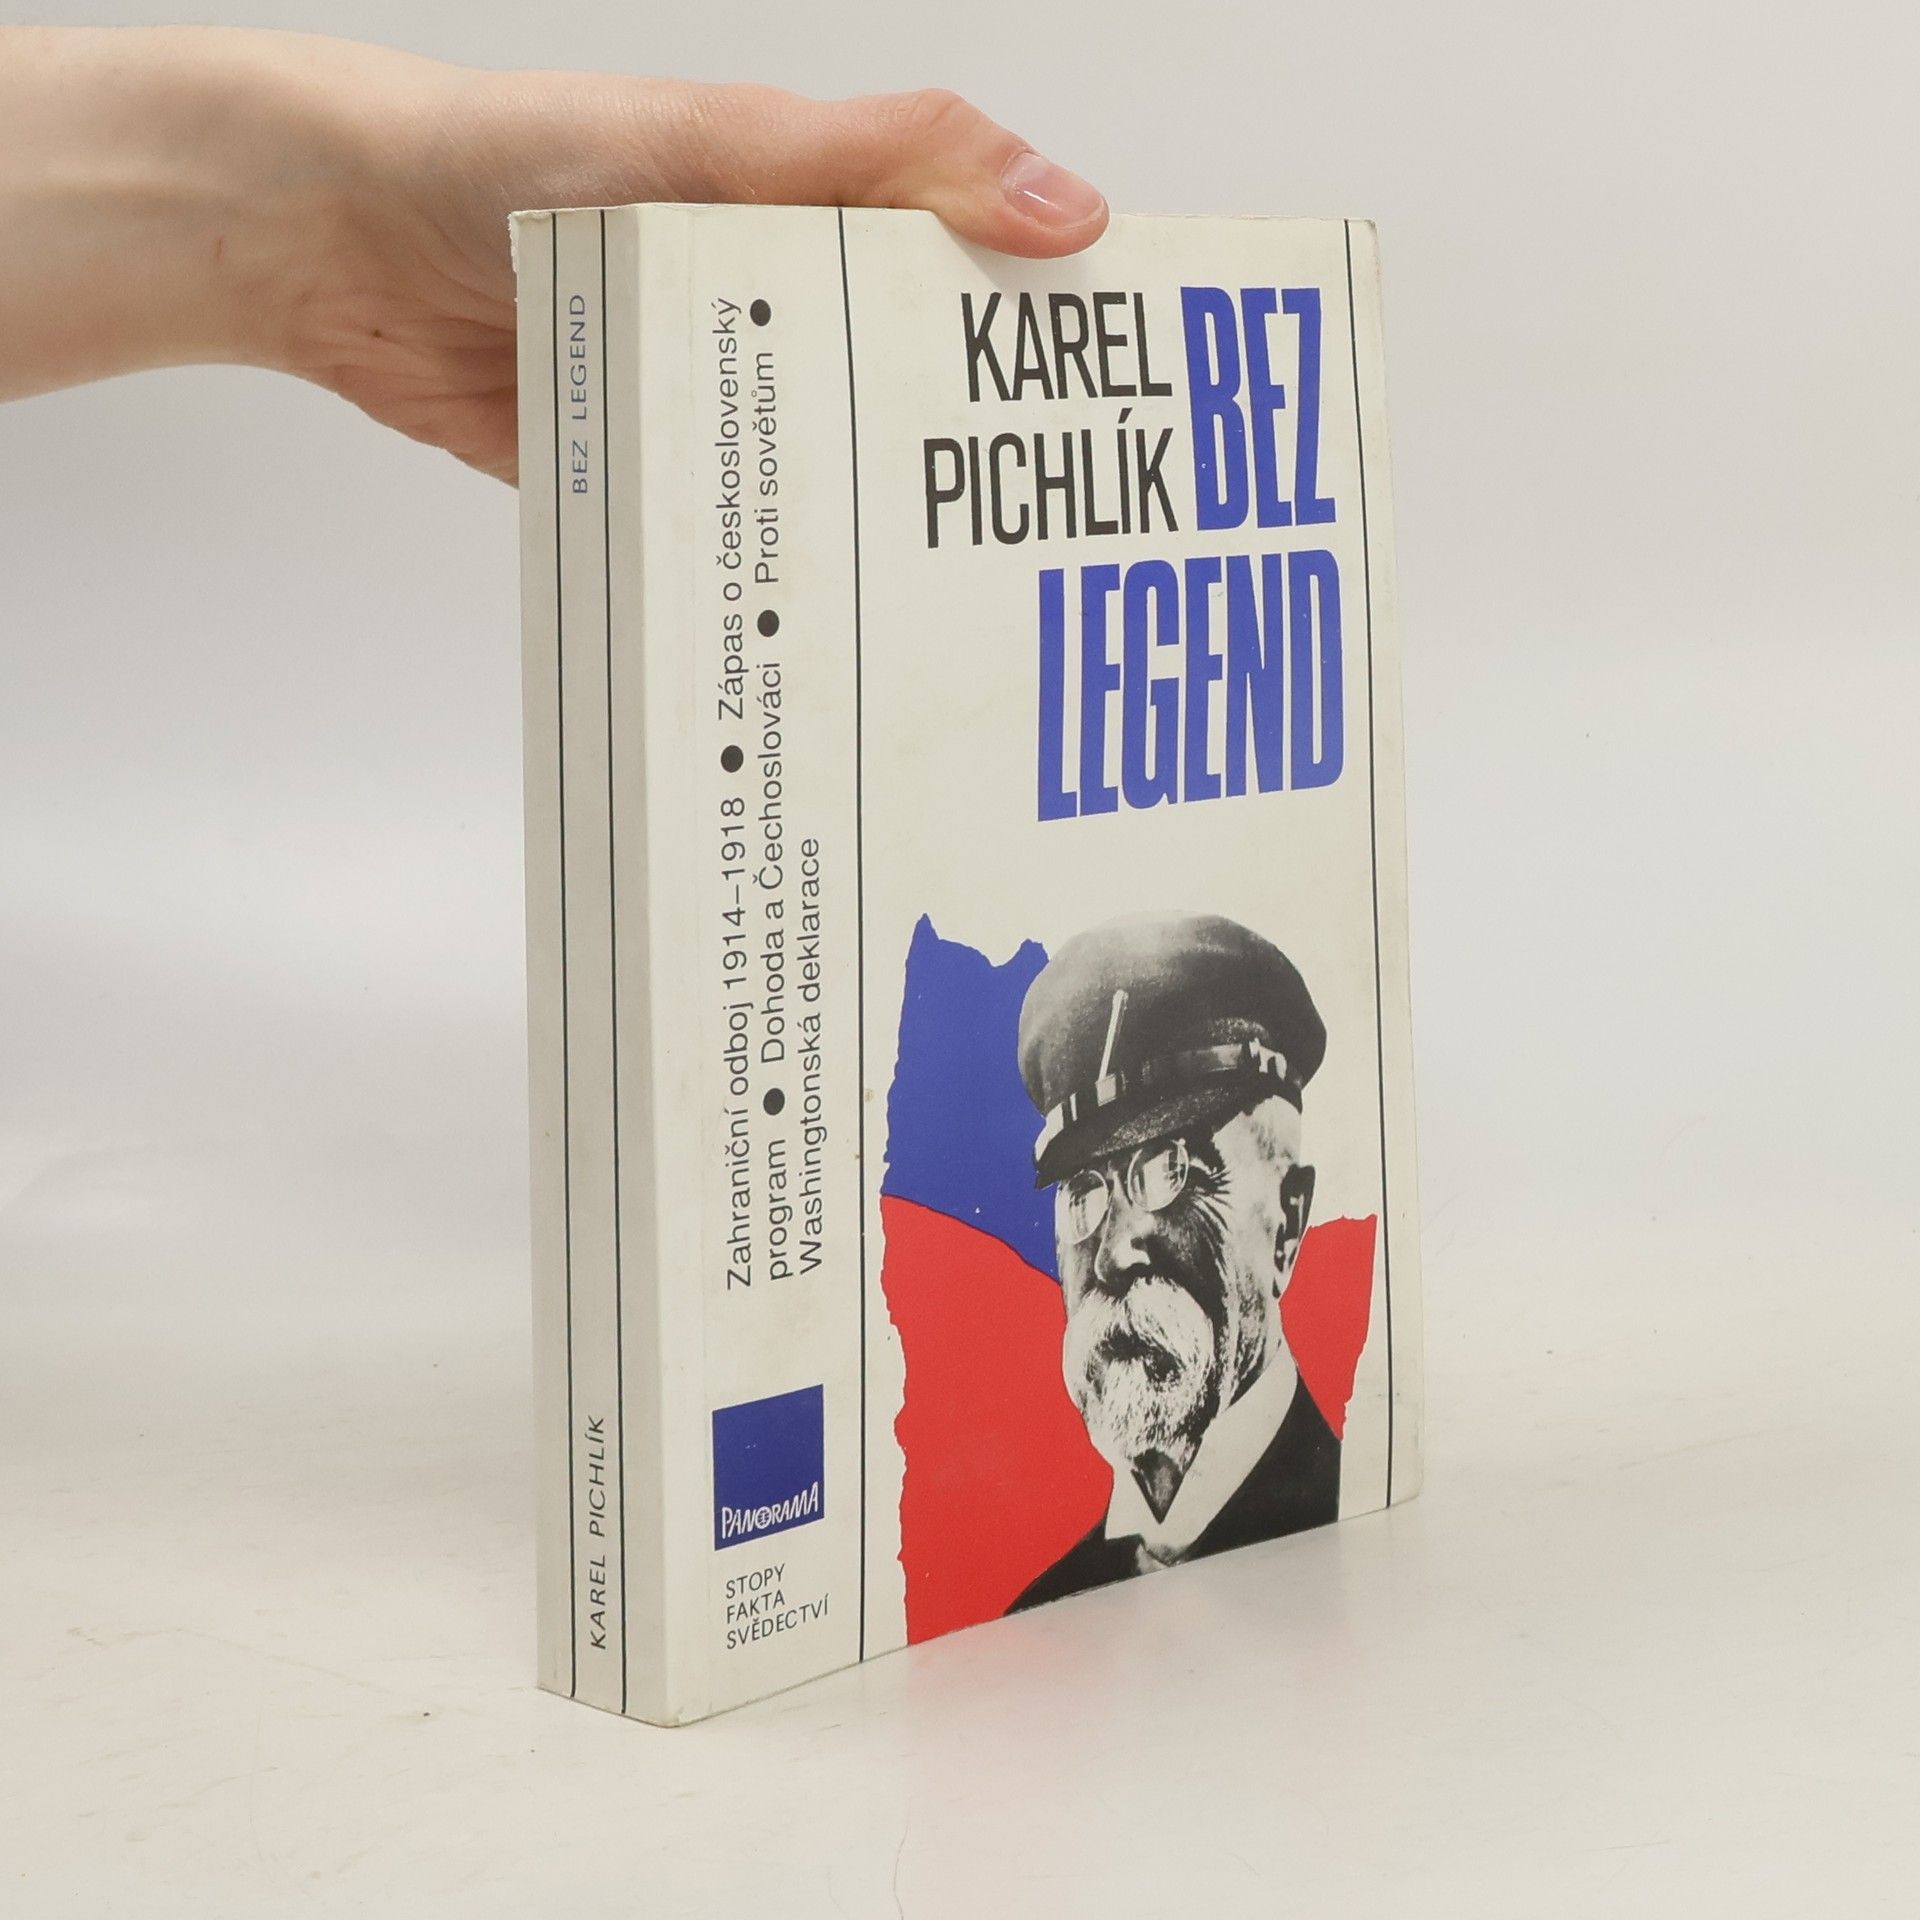 BEZ LEGEND
KAREL PICHLÍK
Zahraniční odboj 1914–1918 ● Zápas o československý
program ● Dohoda a Čechoslováci ● Proti sovětům ●
Washingtonská deklarace
PANORAMA
STOPY
FAKTA
SVĚDECTVÍ
KAREL
PICHLÍK
BEZ
LEGEND